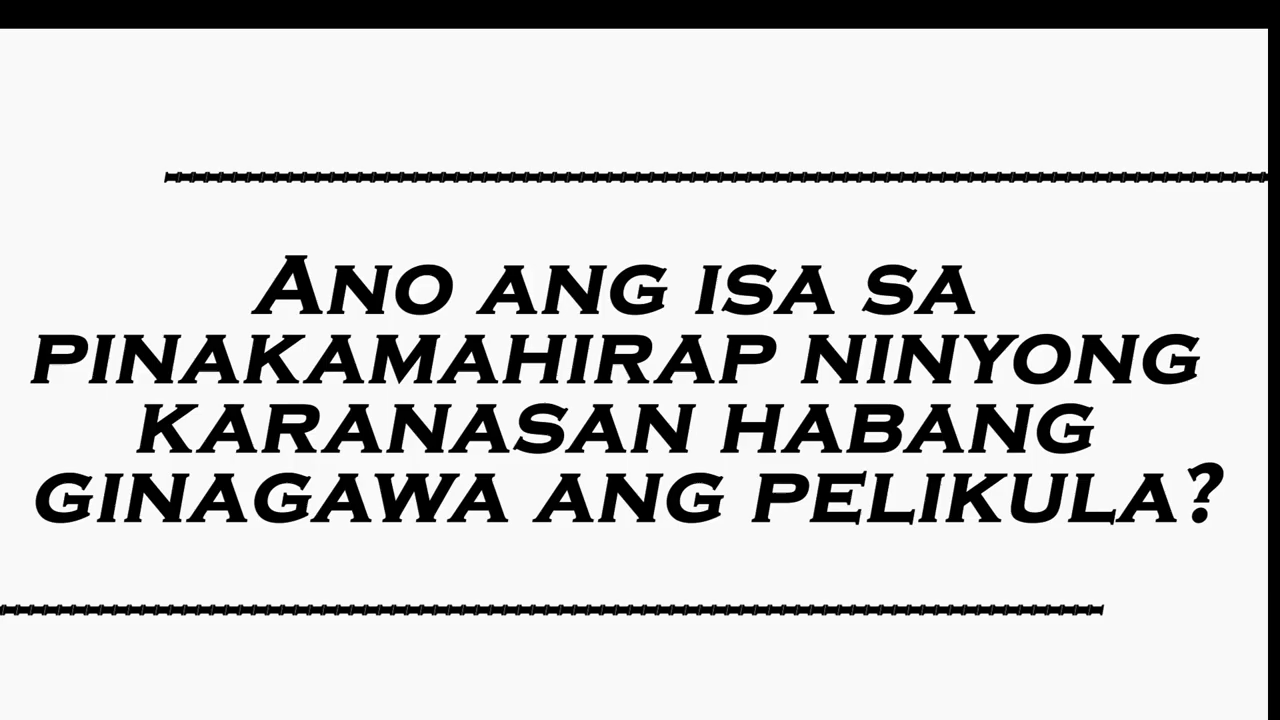 Ano ang isa sa
pinakamahirap ninyong
karanasan habang
ginagawa ang pelikula?